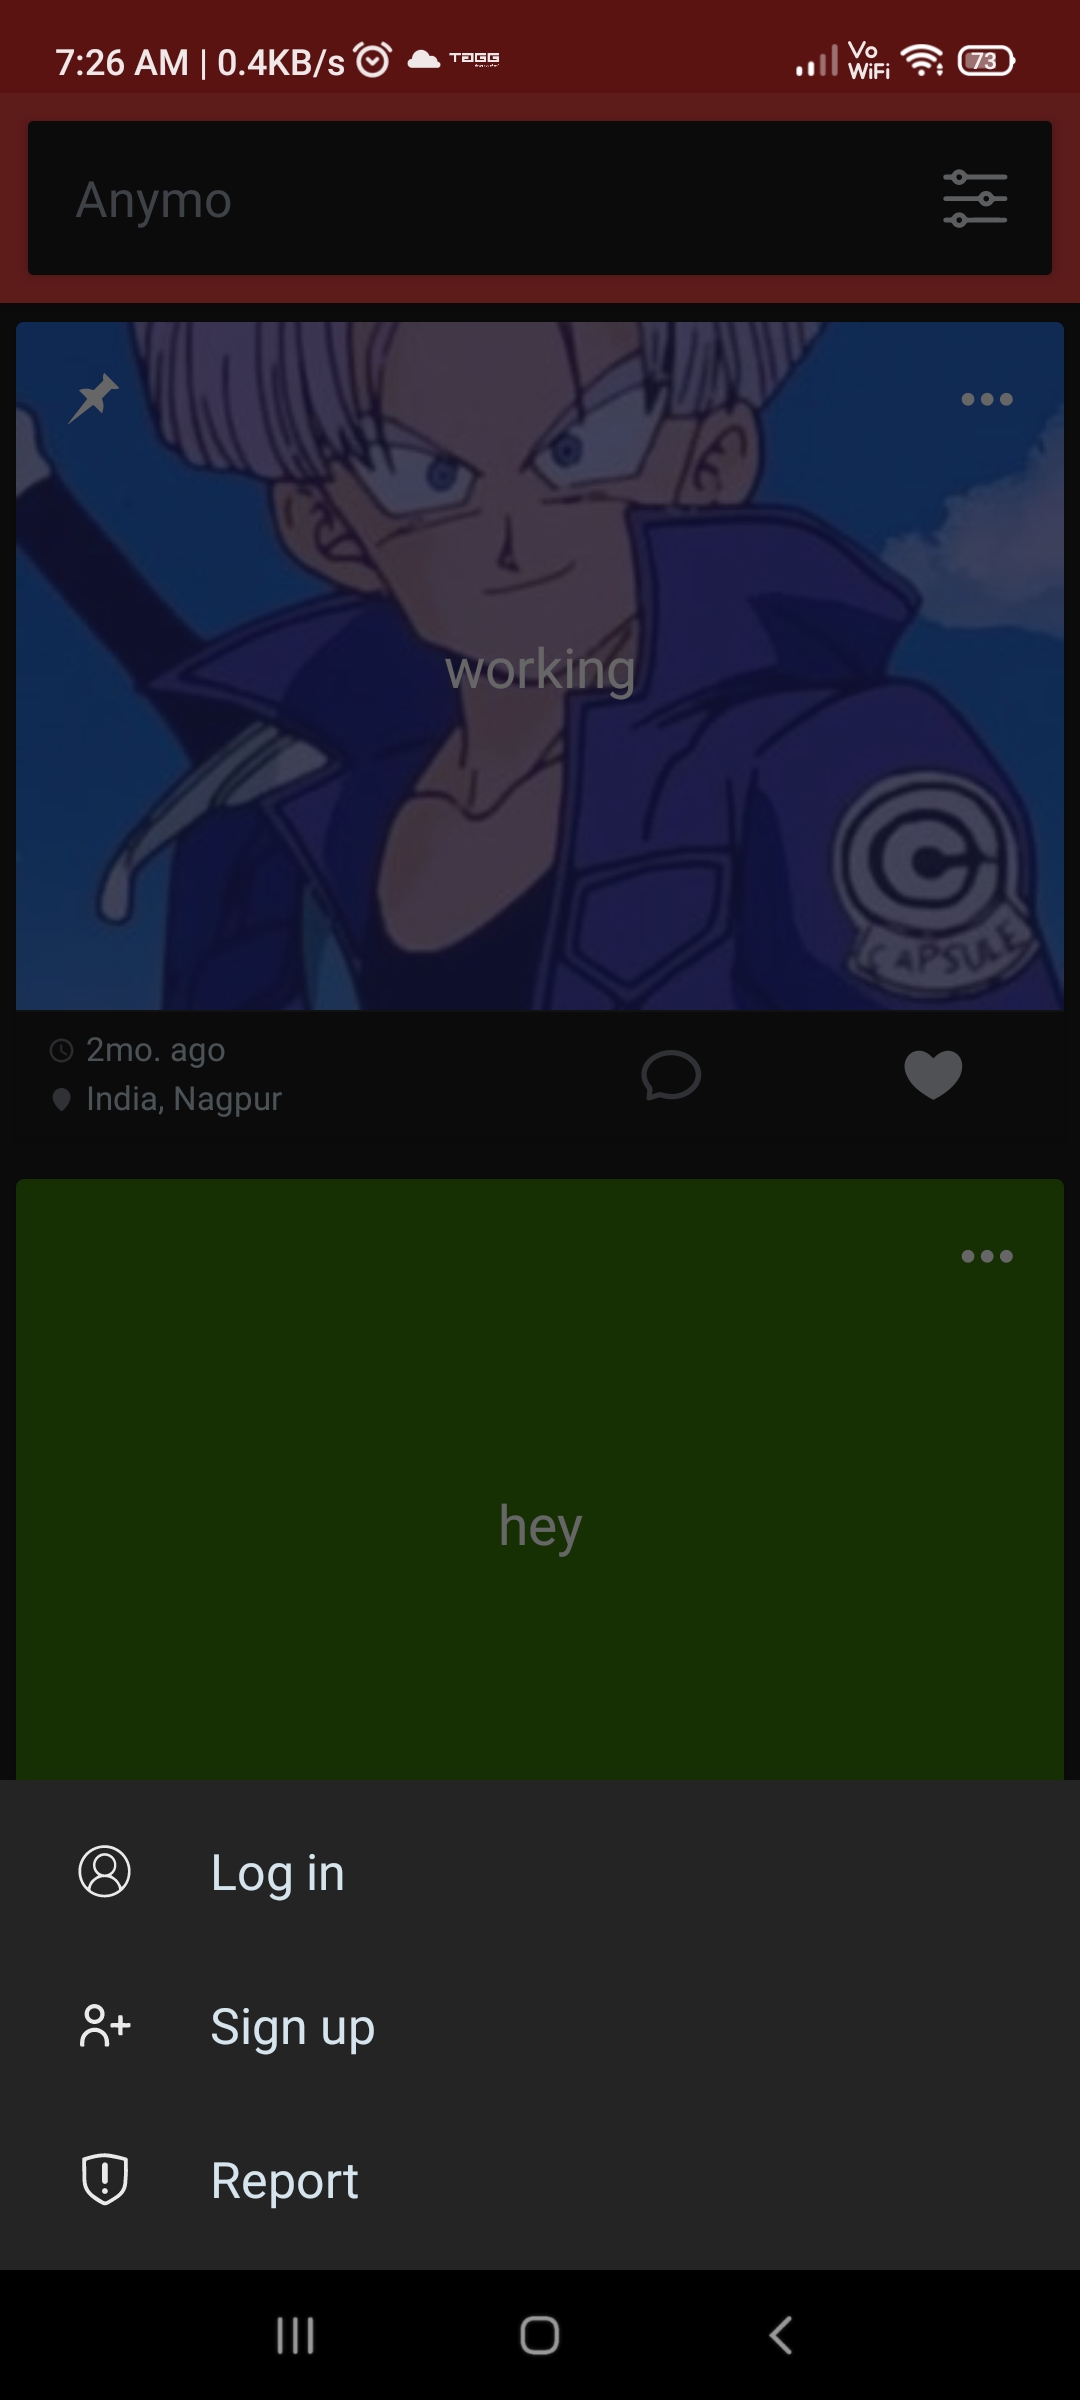 7:26 AM | 0.4KB/s TAGG Vo WiFi 73
Anymo
working
CAPSULE
2mo. ago
India, Nagpur
hey
Log in
Sign up
Report